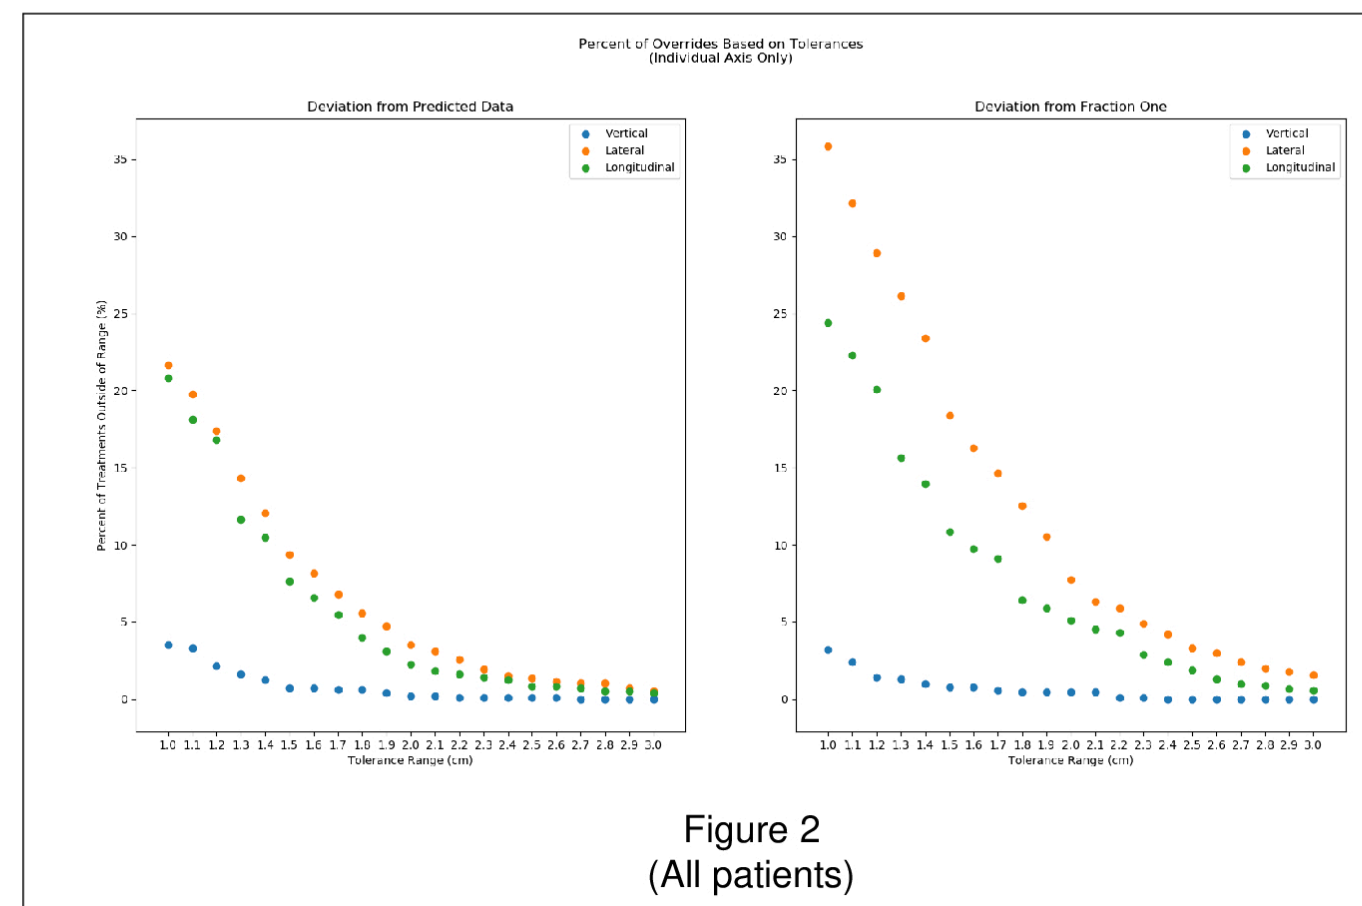 Percent of Overrides Based on Tolerances
(Individual Axis Only)
Deviation from Predicted Data
Vertical
Lateral
Longitudinal
35
30
25
20
15
10
5
0
Percent of Treatments Outside of Range (%)
1.0 1.1 1.2 1.3 1.4 1.5 1.6 1.7 1.8 1.9 2.0 2.1 2.2 2.3 2.4 2.5 2.6 2.7 2.8 2.9 3.0
Tolerance Range (cm)
Deviation from Fraction One
Vertical
Lateral
Longitudinal
35
30
25
20
15
10
5
0
1.0 1.1 1.2 1.3 1.4 1.5 1.6 1.7 1.8 1.9 2.0 2.1 2.2 2.3 2.4 2.5 2.6 2.7 2.8 2.9 3.0
Tolerance Range (cm)
Figure 2
(All patients)